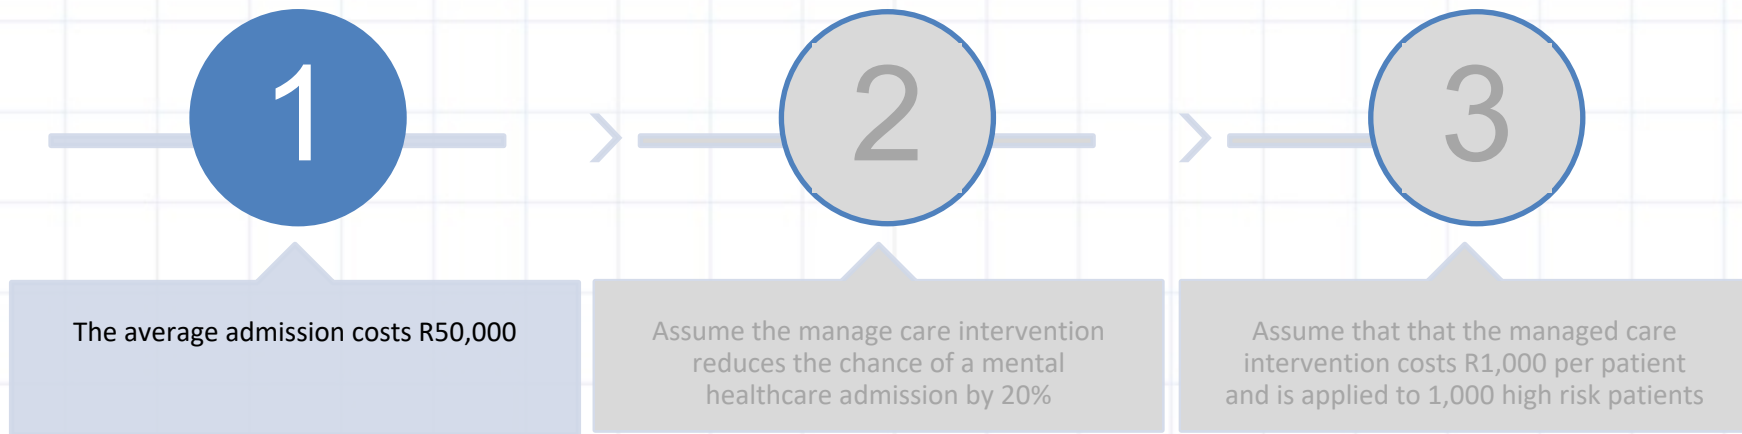 1
2
3
The average admission costs R50,000
Assume the manage care intervention
reduces the chance of a mental
healthcare admission by 20%
Assume that that the managed care
intervention costs R1,000 per patient
and is applied to 1,000 high risk patients